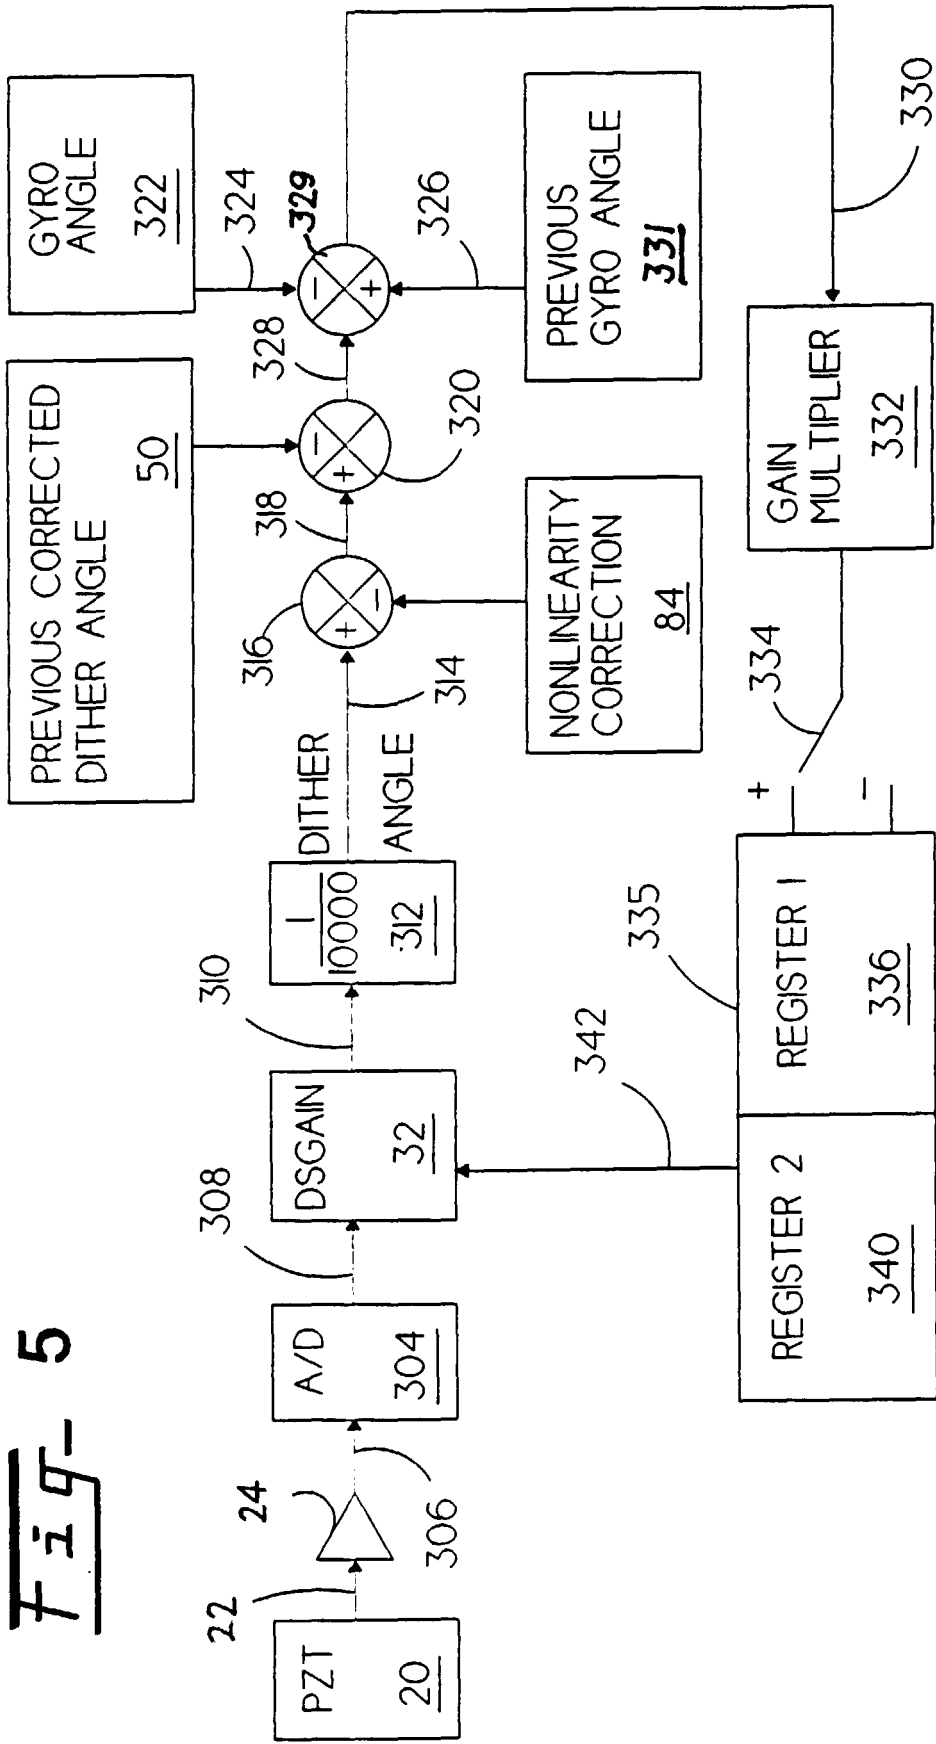 Fig_ 5
PREVIOUS CORRECTED
DITHER ANGLE
50
GYRO
ANGLE
322
324
329
328
326
320
318
316
314
DITHER
ANGLE
1
10000
312
310
DSGAIN
32
308
A/D
304
306
24
22
PZT
20
NONLINEARITY
CORRECTION
84
PREVIOUS
GYRO ANGLE
331
330
GAIN
MULTIPLIER
332
334
335
342
REGISTER 2
340
REGISTER 1
336
+
−
+
−
+
−
−
+